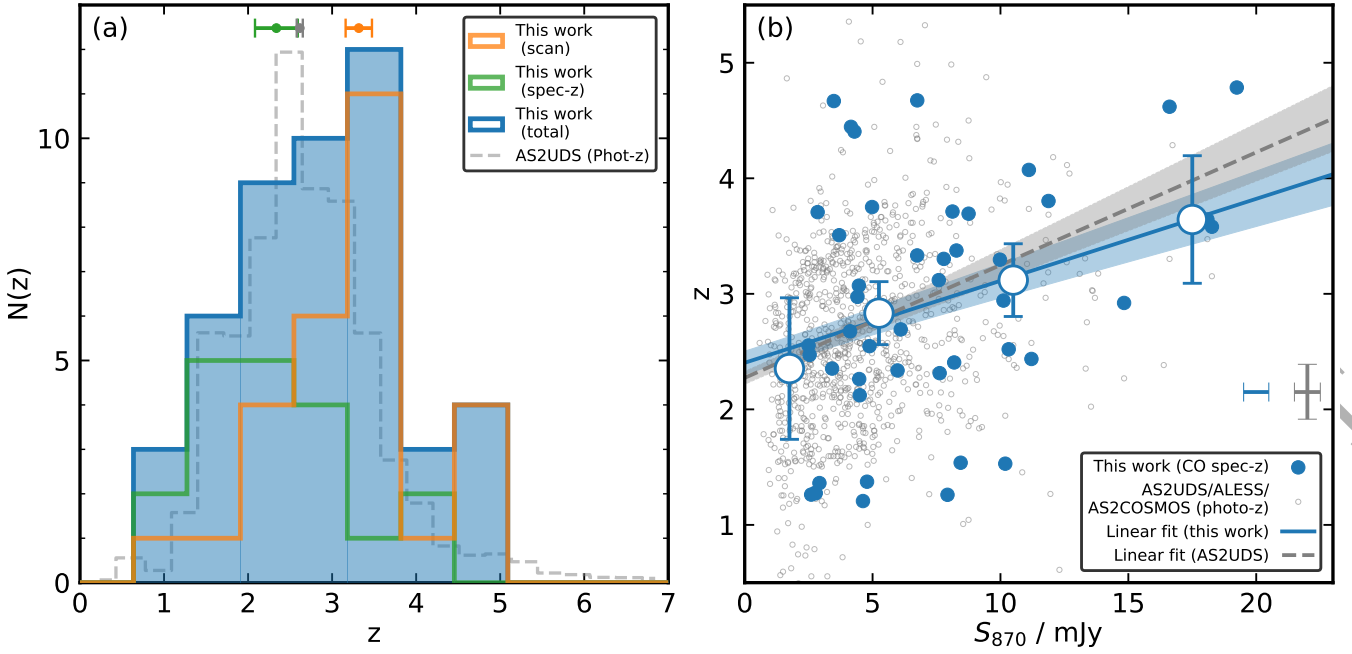 (a)
This work
(scan)
This work
(spec-z)
This work
(total)
AS2UDS (Phot-z)
10
5
0
N(z)
0 1 2 3 4 5 6 7
z
(b)
5
4
3
2
1
z
This work (CO spec-z)
AS2UDS/ALESS/
AS2COSMOS (photo-z)
Linear fit (this work)
Linear fit (AS2UDS)
0 5 10 15 20
S870 / mJy